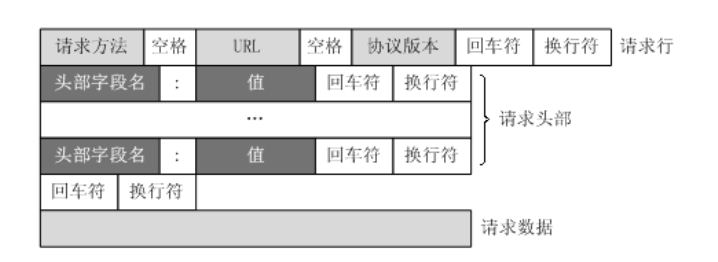 请求方法 空格 URL 空格 协议版本 回车符 换行符 请求行
头部字段名 : 值 回车符 换行符
… 请求头部
头部字段名 : 值 回车符 换行符
回车符 换行符
请求数据